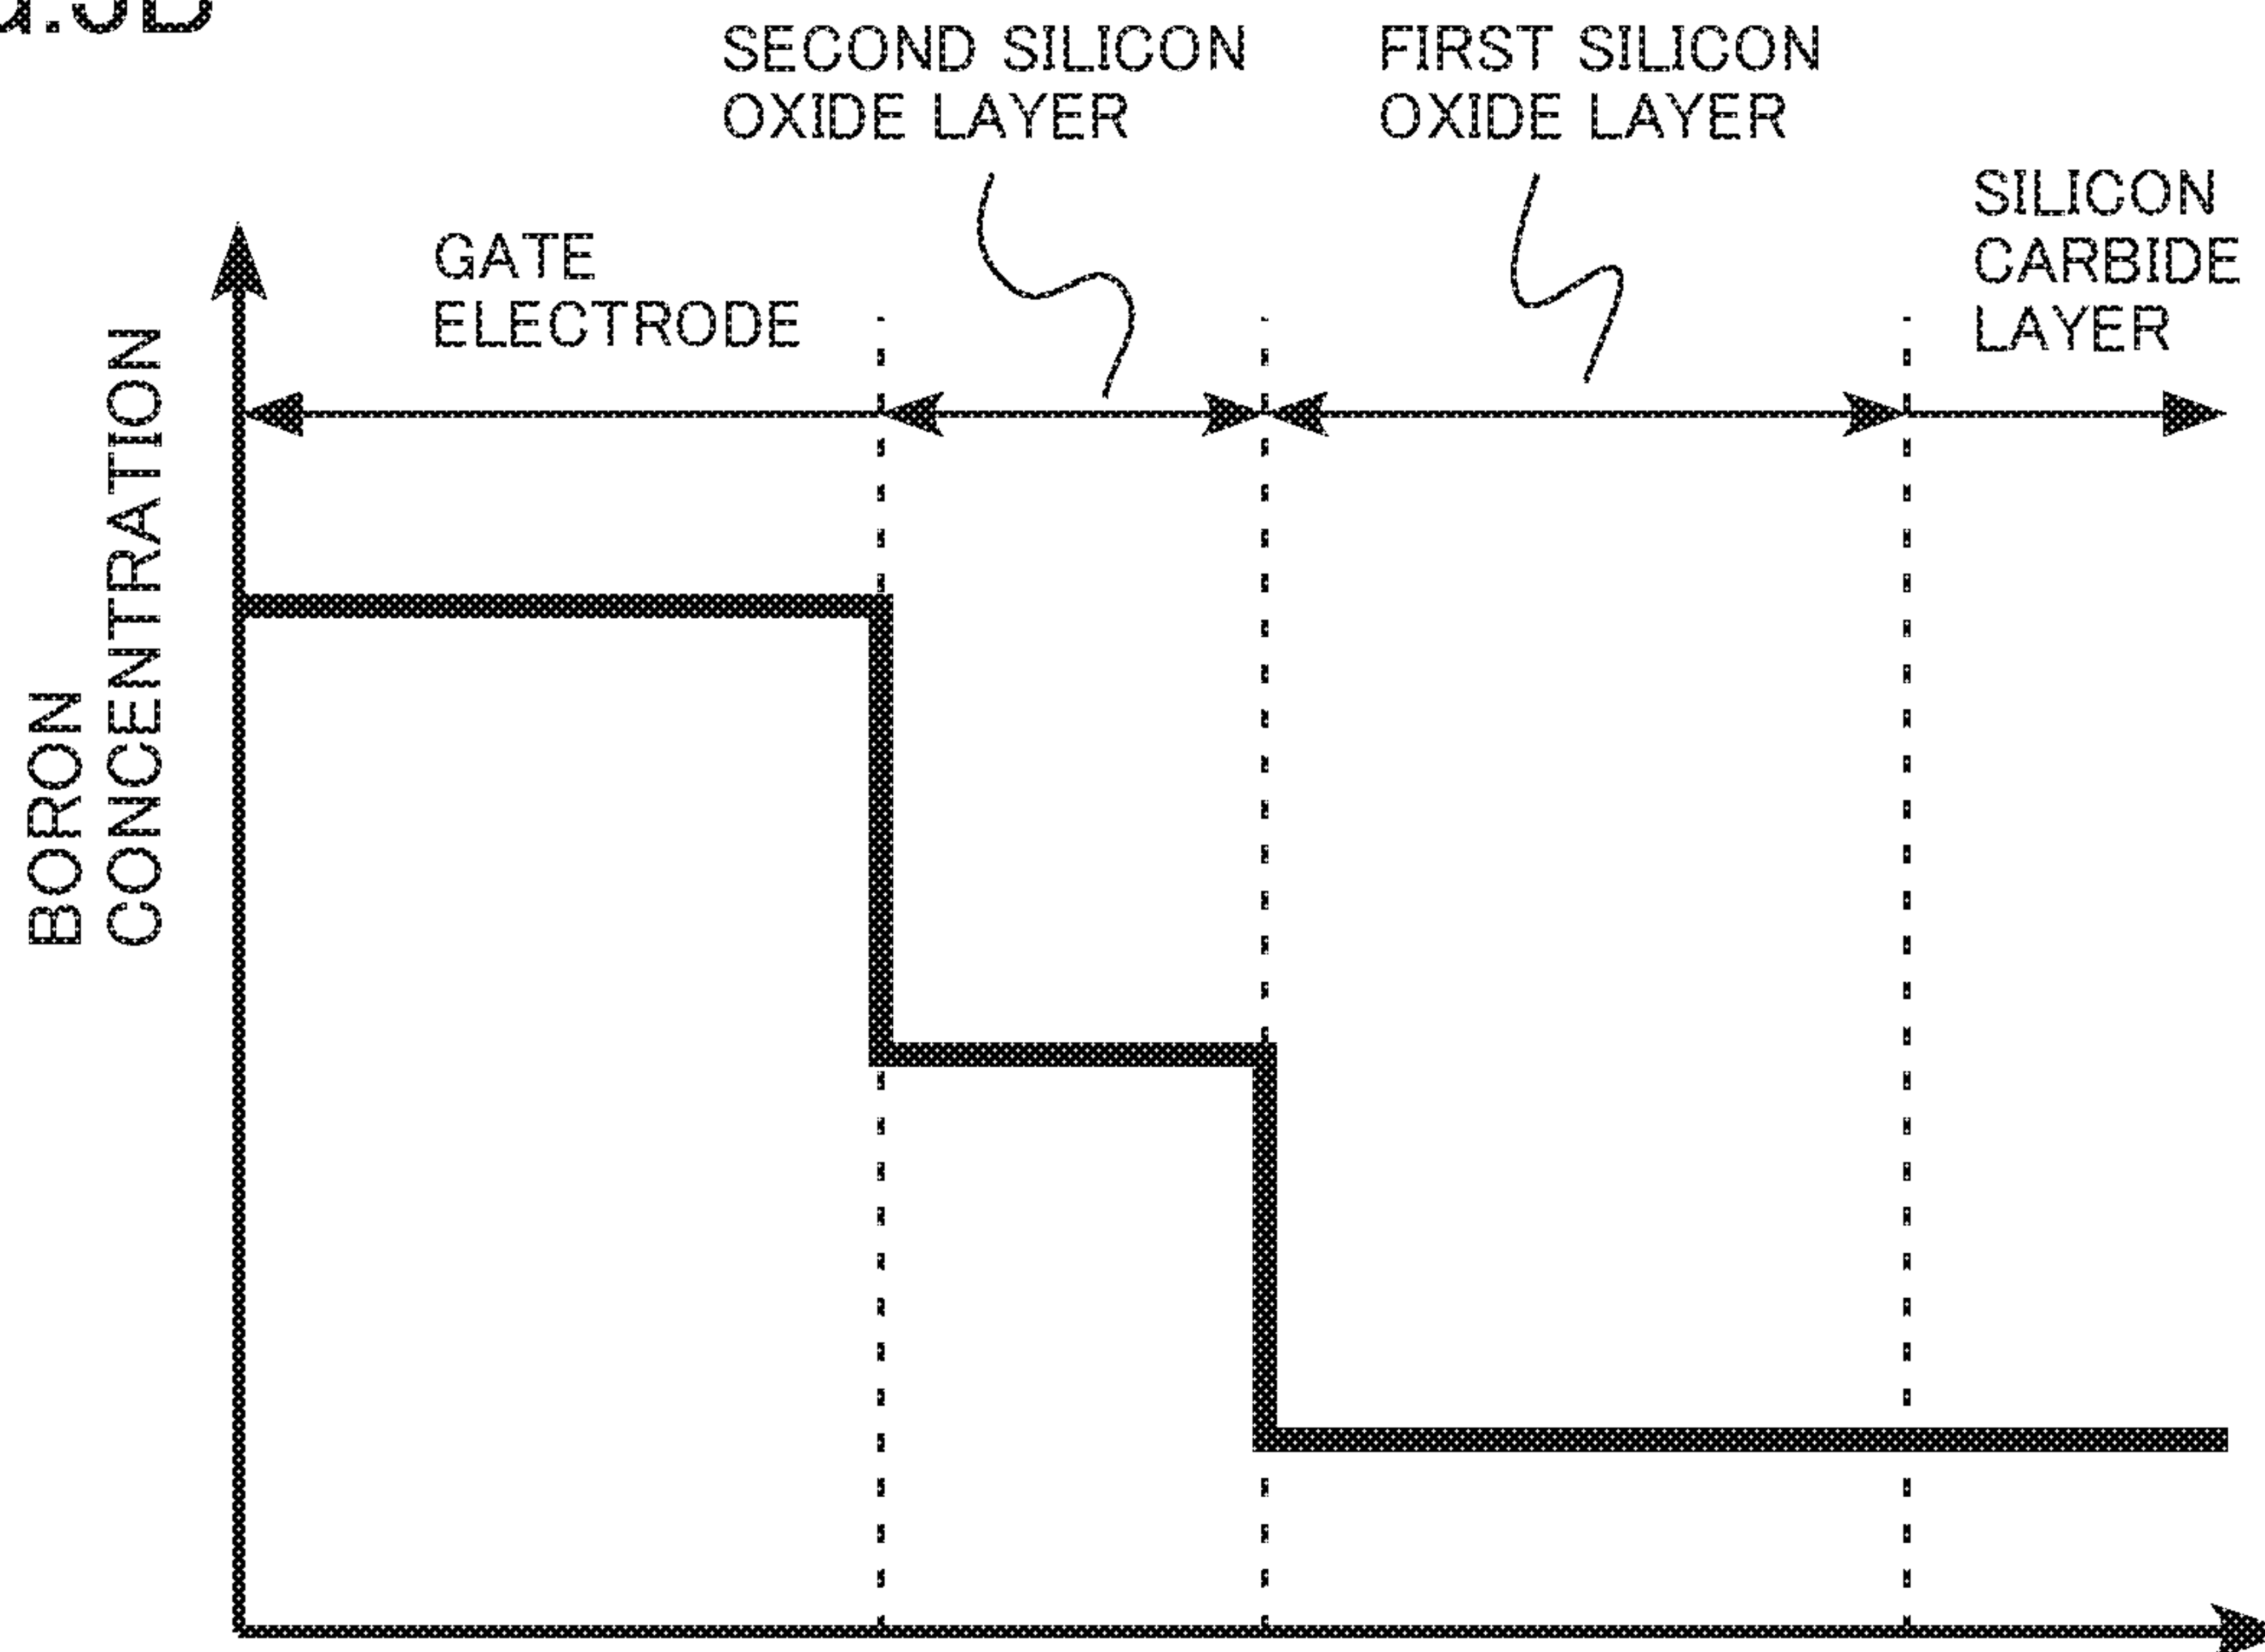 SECOND SILICON
OXIDE LAYER
FIRST SILICON
OXIDE LAYER
SILICON
CARBIDE
LAYER
GATE
ELECTRODE
BORON
CONCENTRATION